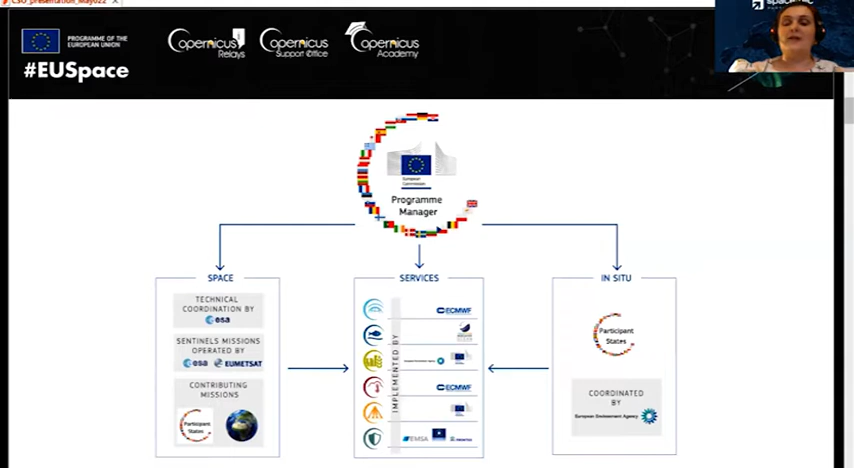 CSO_presentation_May022
PROGRAMME OF THE
EUROPEAN UNION
#EUSpace
Copernicus
Relays
Copernicus
Support Office
Copernicus
Academy
European
Commission
Programme
Manager
SPACE
SERVICES
IN SITU
TECHNICAL
COORDINATION BY
esa
SENTINELS MISSIONS
OPERATED BY
esa EUMETSAT
CONTRIBUTING
MISSIONS
Participant
States
IMPLEMENTED BY
ECMWF
ECMWF
EMSA
Participant
States
COORDINATED
BY
European Environment Agency